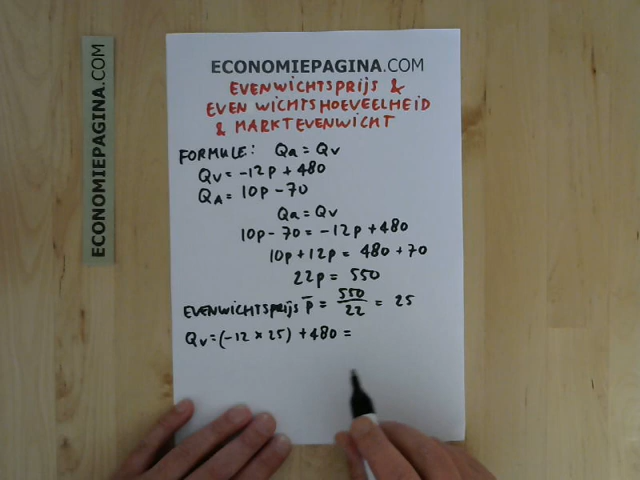 ECONOMIEPAGINA.COM
ECONOMIEPAGINA.COM
EVENWICHTSPRIJS &
EVEN WICHTSHOEVEELHEID
& MARKTEVENWICHT
FORMULE: Qa = Qv
Qv = -12p + 480
QA = 10p - 70
Qa = Qv
10p - 70 = -12p + 480
10p + 12p = 480 + 70
22p = 550
EVENWICHTSPRIJS p̅ = 550/22 = 25
Qv = (-12 × 25) + 480 =